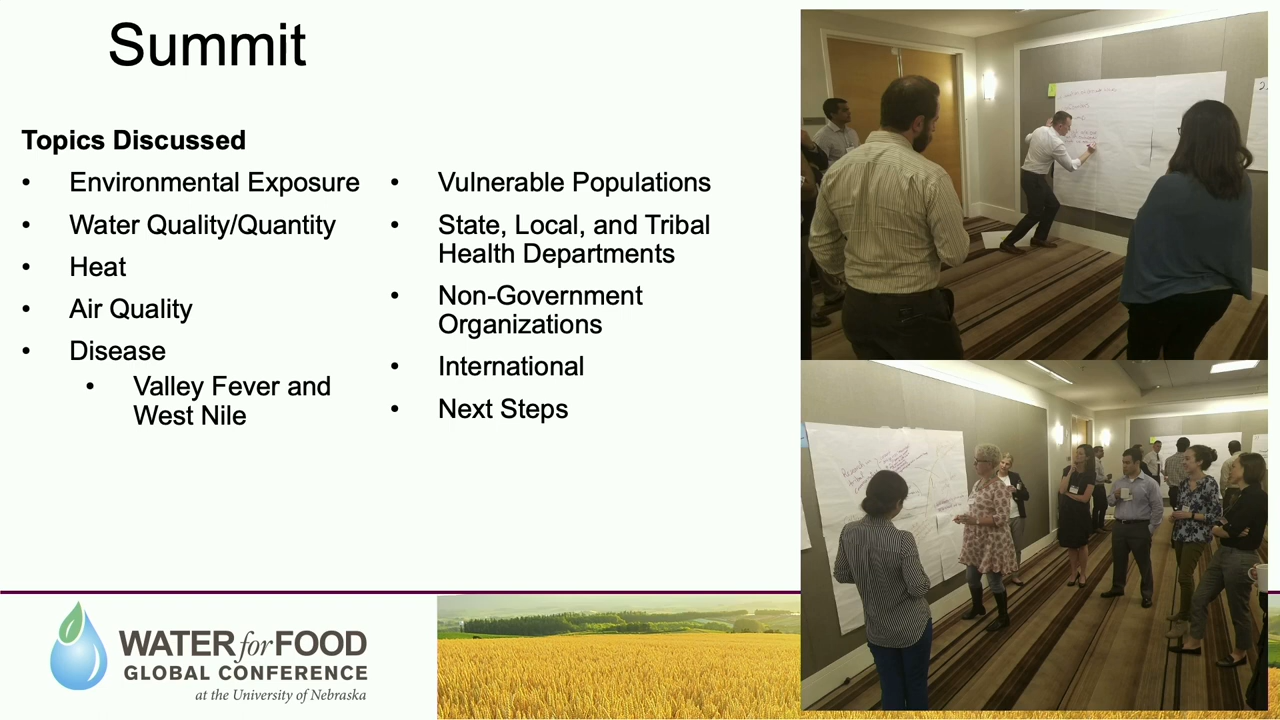 Summit
Topics Discussed
• Environmental Exposure
• Water Quality/Quantity
• Heat
• Air Quality
• Disease
• Valley Fever and
West Nile
• Vulnerable Populations
• State, Local, and Tribal
Health Departments
• Non-Government
Organizations
• International
• Next Steps
WATER for FOOD
GLOBAL CONFERENCE
at the University of Nebraska